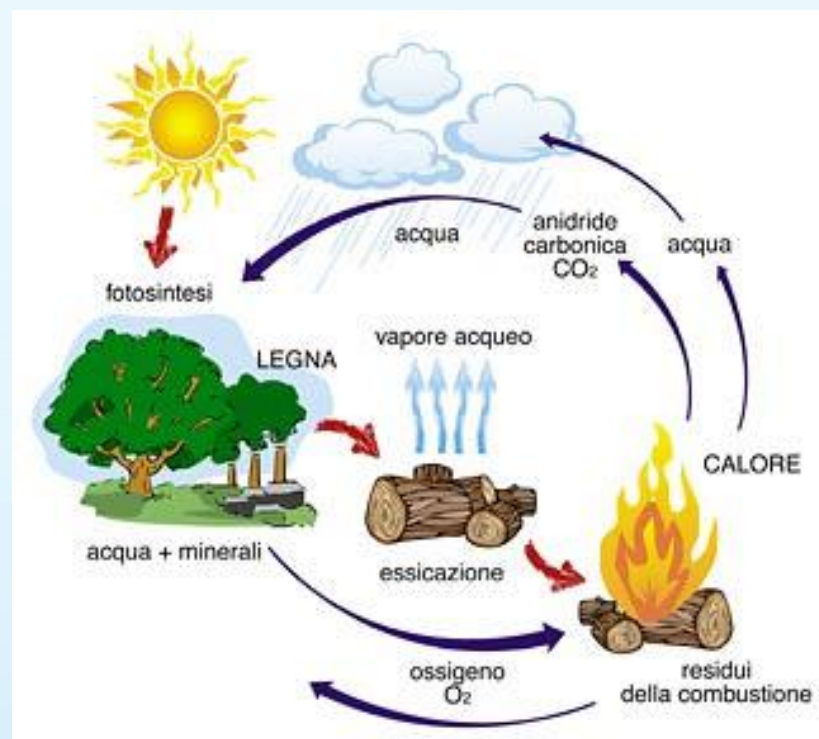 acqua
anidride
carbonica
CO₂
acqua
fotosintesi
LEGNA
vapore acqueo
CALORE
acqua + minerali
essicazione
ossigeno
O₂
residui
della combustione